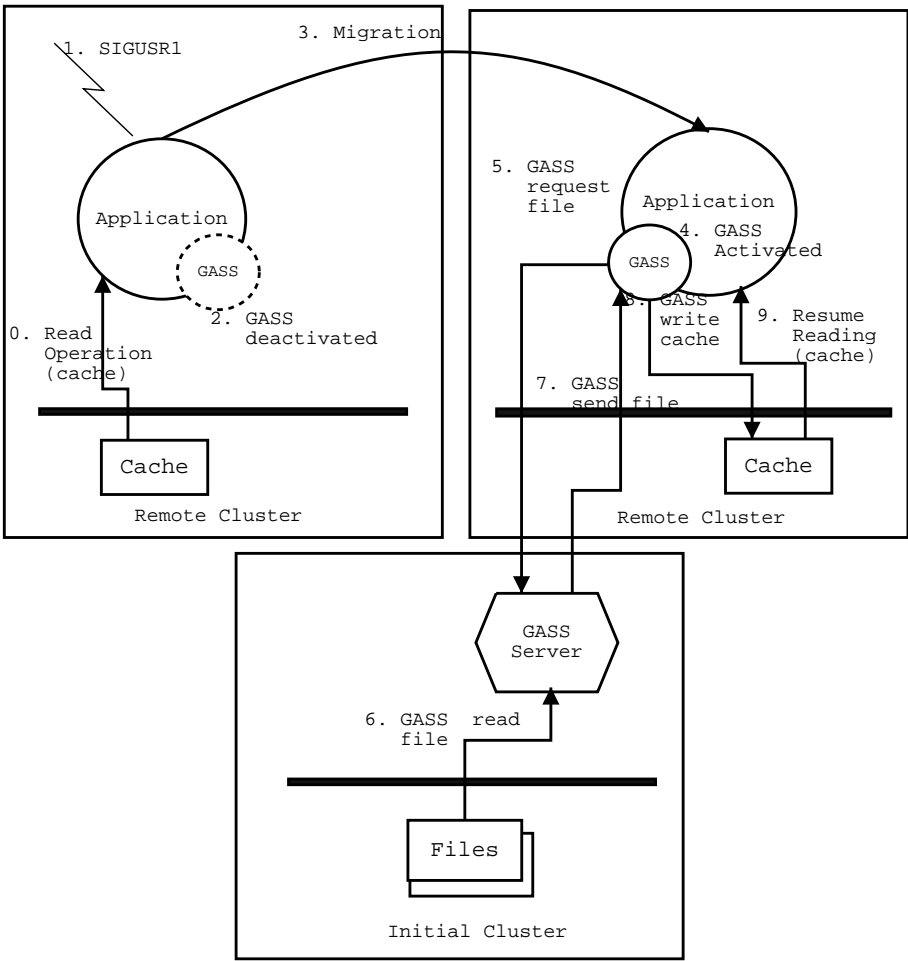 3. Migration
1. SIGUSR1
5. GASS
request
file
Application
Application
4. GASS
Activated
GASS
GASS
2. GASS
deactivated
8. GASS
write
cache
0. Read
Operation
(cache)
9. Resume
Reading
(cache)
7. GASS
send file
Cache
Cache
Remote Cluster
Remote Cluster
GASS
Server
6. GASS read
file
Files
Initial Cluster